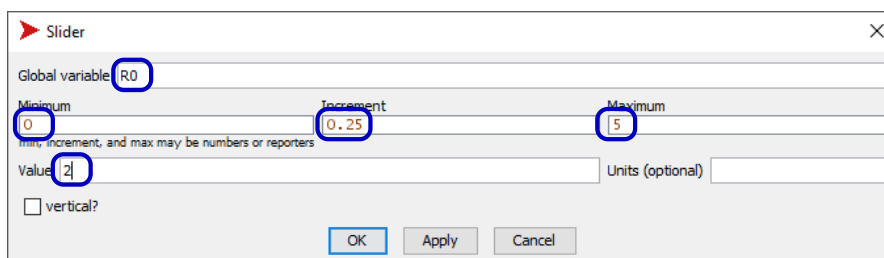 Slider
Global variable R0
Minimum Increment Maximum
0 0.25 5
min, increment, and max may be numbers or reporters
Value 2 Units (optional)
vertical?
OK Apply Cancel